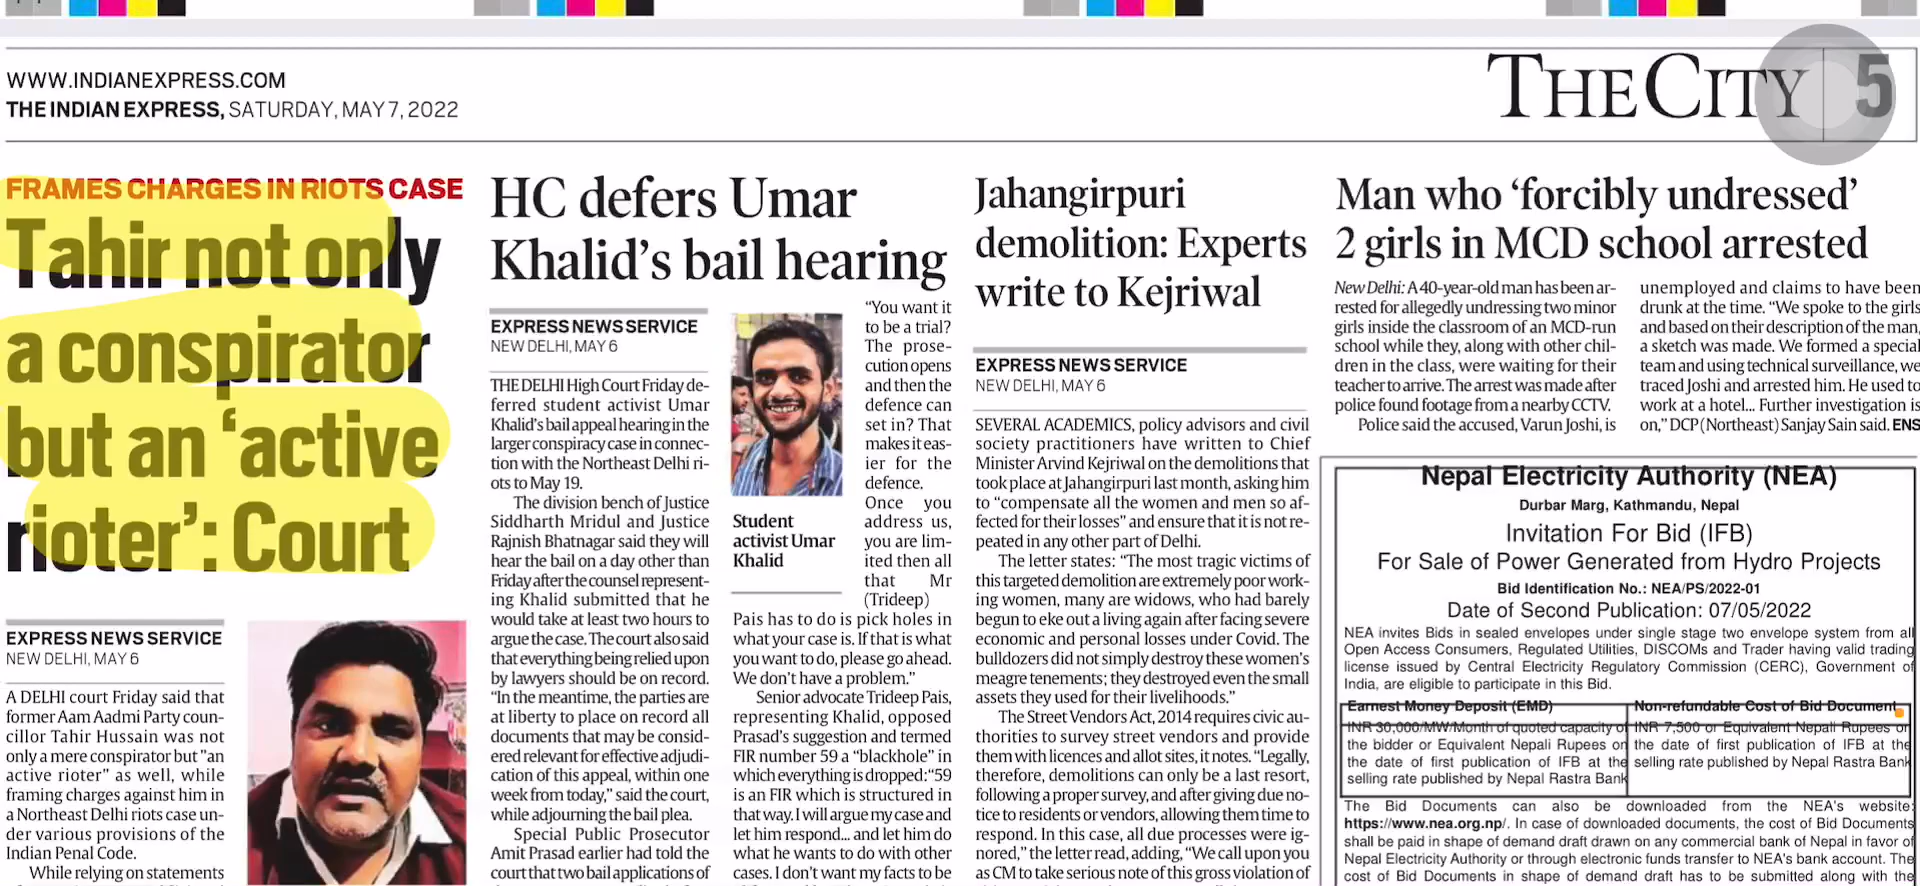 WWW.INDIANEXPRESS.COM
THE INDIAN EXPRESS, SATURDAY, MAY 7, 2022
THE CITY 5
FRAMES CHARGES IN RIOTS CASE
Tahir not only
a conspirator
but an ‘active
rioter’: Court
EXPRESS NEWS SERVICE
NEW DELHI, MAY 6
A DELHI court Friday said that
former Aam Aadmi Party coun-
cillor Tahir Hussain was not
only a mere conspirator but "an
active rioter" as well, while
framing charges against him in
a Northeast Delhi riots case un-
der various provisions of the
Indian Penal Code.
While relying on statements
HC defers Umar
Khalid’s bail hearing
EXPRESS NEWS SERVICE
NEW DELHI, MAY 6
THE DELHI High Court Friday de-
ferred student activist Umar
Khalid’s bail appeal hearing in the
larger conspiracy case in connec-
tion with the Northeast Delhi ri-
ots to May 19.
The division bench of Justice
Siddharth Mridul and Justice
Rajnish Bhatnagar said they will
hear the bail on a day other than
Friday after the counsel represent-
ing Khalid submitted that he
would take at least two hours to
argue the case. The court also said
that everything being relied upon
by lawyers should be on record.
“In the meantime, the parties are
at liberty to place on record all
documents that may be consid-
ered relevant for effective adjudi-
cation of this appeal, within one
week from today,” said the court,
while adjourning the bail plea.
Special Public Prosecutor
Amit Prasad earlier had told the
court that two bail applications of
Student
activist Umar
Khalid
“You want it
to be a trial?
The prose-
cution opens
and then the
defence can
set in? That
makes it eas-
ier for the
defence.
Once you
address us,
you are lim-
ited then all
that Mr
(Trideep)
Pais has to do is pick holes in
what your case is. If that is what
you want to do, please go ahead.
We don’t have a problem.”
Senior advocate Trideep Pais,
representing Khalid, opposed
Prasad’s suggestion and termed
FIR number 59 a “blackhole” in
which everything is dropped: “59
is an FIR which is structured in
that way. I will argue my case and
let him respond... and let him do
what he wants to do with other
cases. I don’t want my facts to be
Jahangirpuri
demolition: Experts
write to Kejriwal
EXPRESS NEWS SERVICE
NEW DELHI, MAY 6
SEVERAL ACADEMICS, policy advisors and civil
society practitioners have written to Chief
Minister Arvind Kejriwal on the demolitions that
took place at Jahangirpuri last month, asking him
to “compensate all the women and men so af-
fected for their losses” and ensure that it is not re-
peated in any other part of Delhi.
The letter states: “The most tragic victims of
this targeted demolition are extremely poor work-
ing women, many are widows, who had barely
begun to eke out a living again after facing severe
economic and personal losses under Covid. The
bulldozers did not simply destroy these women’s
meagre tenements; they destroyed even the small
assets they used for their livelihoods.”
The Street Vendors Act, 2014 requires civic au-
thorities to survey street vendors and provide
them with licences and allot sites, it notes. “Legally,
therefore, demolitions can only be a last resort,
following a proper survey, and after giving due no-
tice to residents or vendors, allowing them time to
respond. In this case, all due processes were ig-
nored,” the letter read, adding, “We call upon you
as CM to take serious note of this gross violation of
Man who ‘forcibly undressed’
2 girls in MCD school arrested
New Delhi: A 40-year-old man has been ar-
rested for allegedly undressing two minor
girls inside the classroom of an MCD-run
school while they, along with other chil-
dren in the class, were waiting for their
teacher to arrive. The arrest was made after
police found footage from a nearby CCTV.
Police said the accused, Varun Joshi, is
unemployed and claims to have been
drunk at the time. “We spoke to the girls
and based on their description of the man,
a sketch was made. We formed a special
team and using technical surveillance, we
traced Joshi and arrested him. He used to
work at a hotel... Further investigation is
on,” DCP (Northeast) Sanjay Sain said. ENS
Nepal Electricity Authority (NEA)
Durbar Marg, Kathmandu, Nepal
Invitation For Bid (IFB)
For Sale of Power Generated from Hydro Projects
Bid Identification No.: NEA/PS/2022-01
Date of Second Publication: 07/05/2022
NEA invites Bids in sealed envelopes under single stage two envelope system from all
Open Access Consumers, Regulated Utilities, DISCOMs and Trader having valid trading
license issued by Central Electricity Regulatory Commission (CERC), Government of
India, are eligible to participate in this Bid.
Earnest Money Deposit (EMD)
INR 30,000/MW/Month of quoted capacity of
the bidder or Equivalent Nepali Rupees on
the date of first publication of IFB at the
selling rate published by Nepal Rastra Bank
Non-refundable Cost of Bid Document
INR 7,500 or Equivalent Nepali Rupees on
the date of first publication of IFB at the
selling rate published by Nepal Rastra Bank
The Bid Documents can also be downloaded from the NEA's website:
https://www.nea.org.np/. In case of downloaded documents, the cost of Bid Documents
shall be paid in shape of demand draft drawn on any commercial bank of Nepal in favor of
Nepal Electricity Authority or through electronic funds transfer to NEA's bank account. The
cost of Bid Documents in shape of demand draft has to be submitted along with the